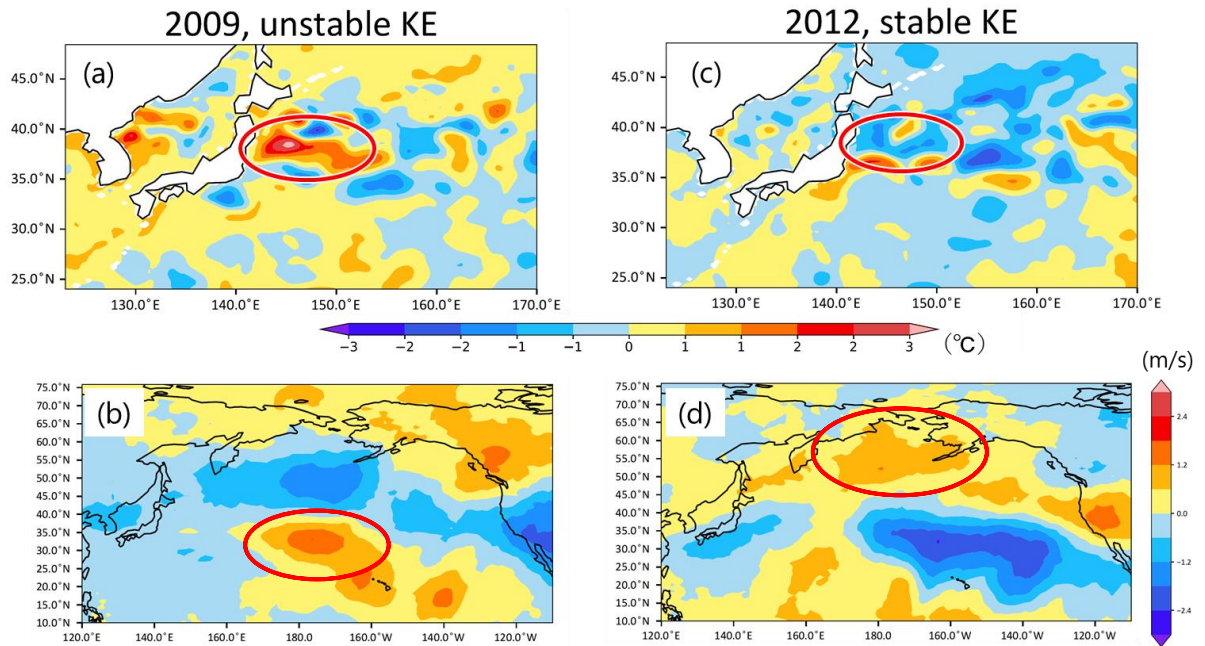 2009, unstable KE
2012, stable KE
(a)
45.0°N
40.0°N
35.0°N
30.0°N
25.0°N
130.0°E 140.0°E 150.0°E 160.0°E 170.0°E
(c)
45.0°N
40.0°N
35.0°N
30.0°N
25.0°N
130.0°E 140.0°E 150.0°E 160.0°E 170.0°E
−3 −2 −2 −1 −1 0 1 1 2 2 3 (℃)
(b)
75.0°N
70.0°N
65.0°N
60.0°N
55.0°N
50.0°N
45.0°N
40.0°N
35.0°N
30.0°N
25.0°N
20.0°N
15.0°N
10.0°N
120.0°E 140.0°E 160.0°E 180.0° 160.0°W 140.0°W 120.0°W
(d)
75.0°N
70.0°N
65.0°N
60.0°N
55.0°N
50.0°N
45.0°N
40.0°N
35.0°N
30.0°N
25.0°N
20.0°N
15.0°N
10.0°N
120.0°E 140.0°E 160.0°E 180.0° 160.0°W 140.0°W 120.0°W
(m/s)
2.4
1.2
0.0
−1.2
−2.4